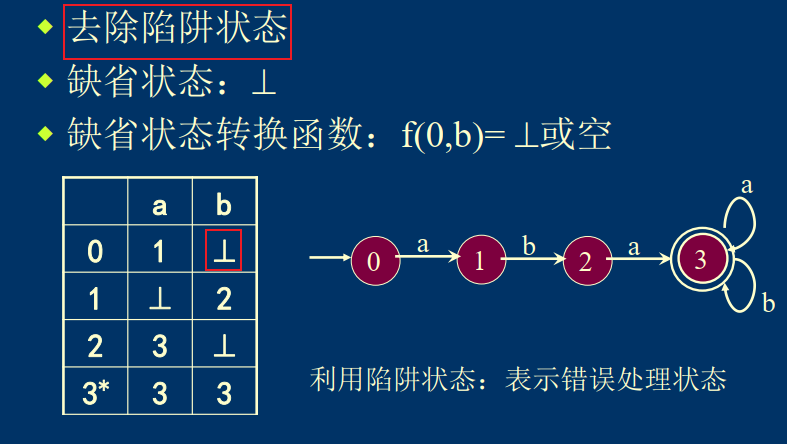 去除陷阱状态
缺省状态：⊥
缺省状态转换函数：f(0,b)= ⊥或空
a b
0 1 ⊥
1 ⊥ 2
2 3 ⊥
3* 3 3
0 a 1 b 2 a 3 a b
利用陷阱状态：表示错误处理状态